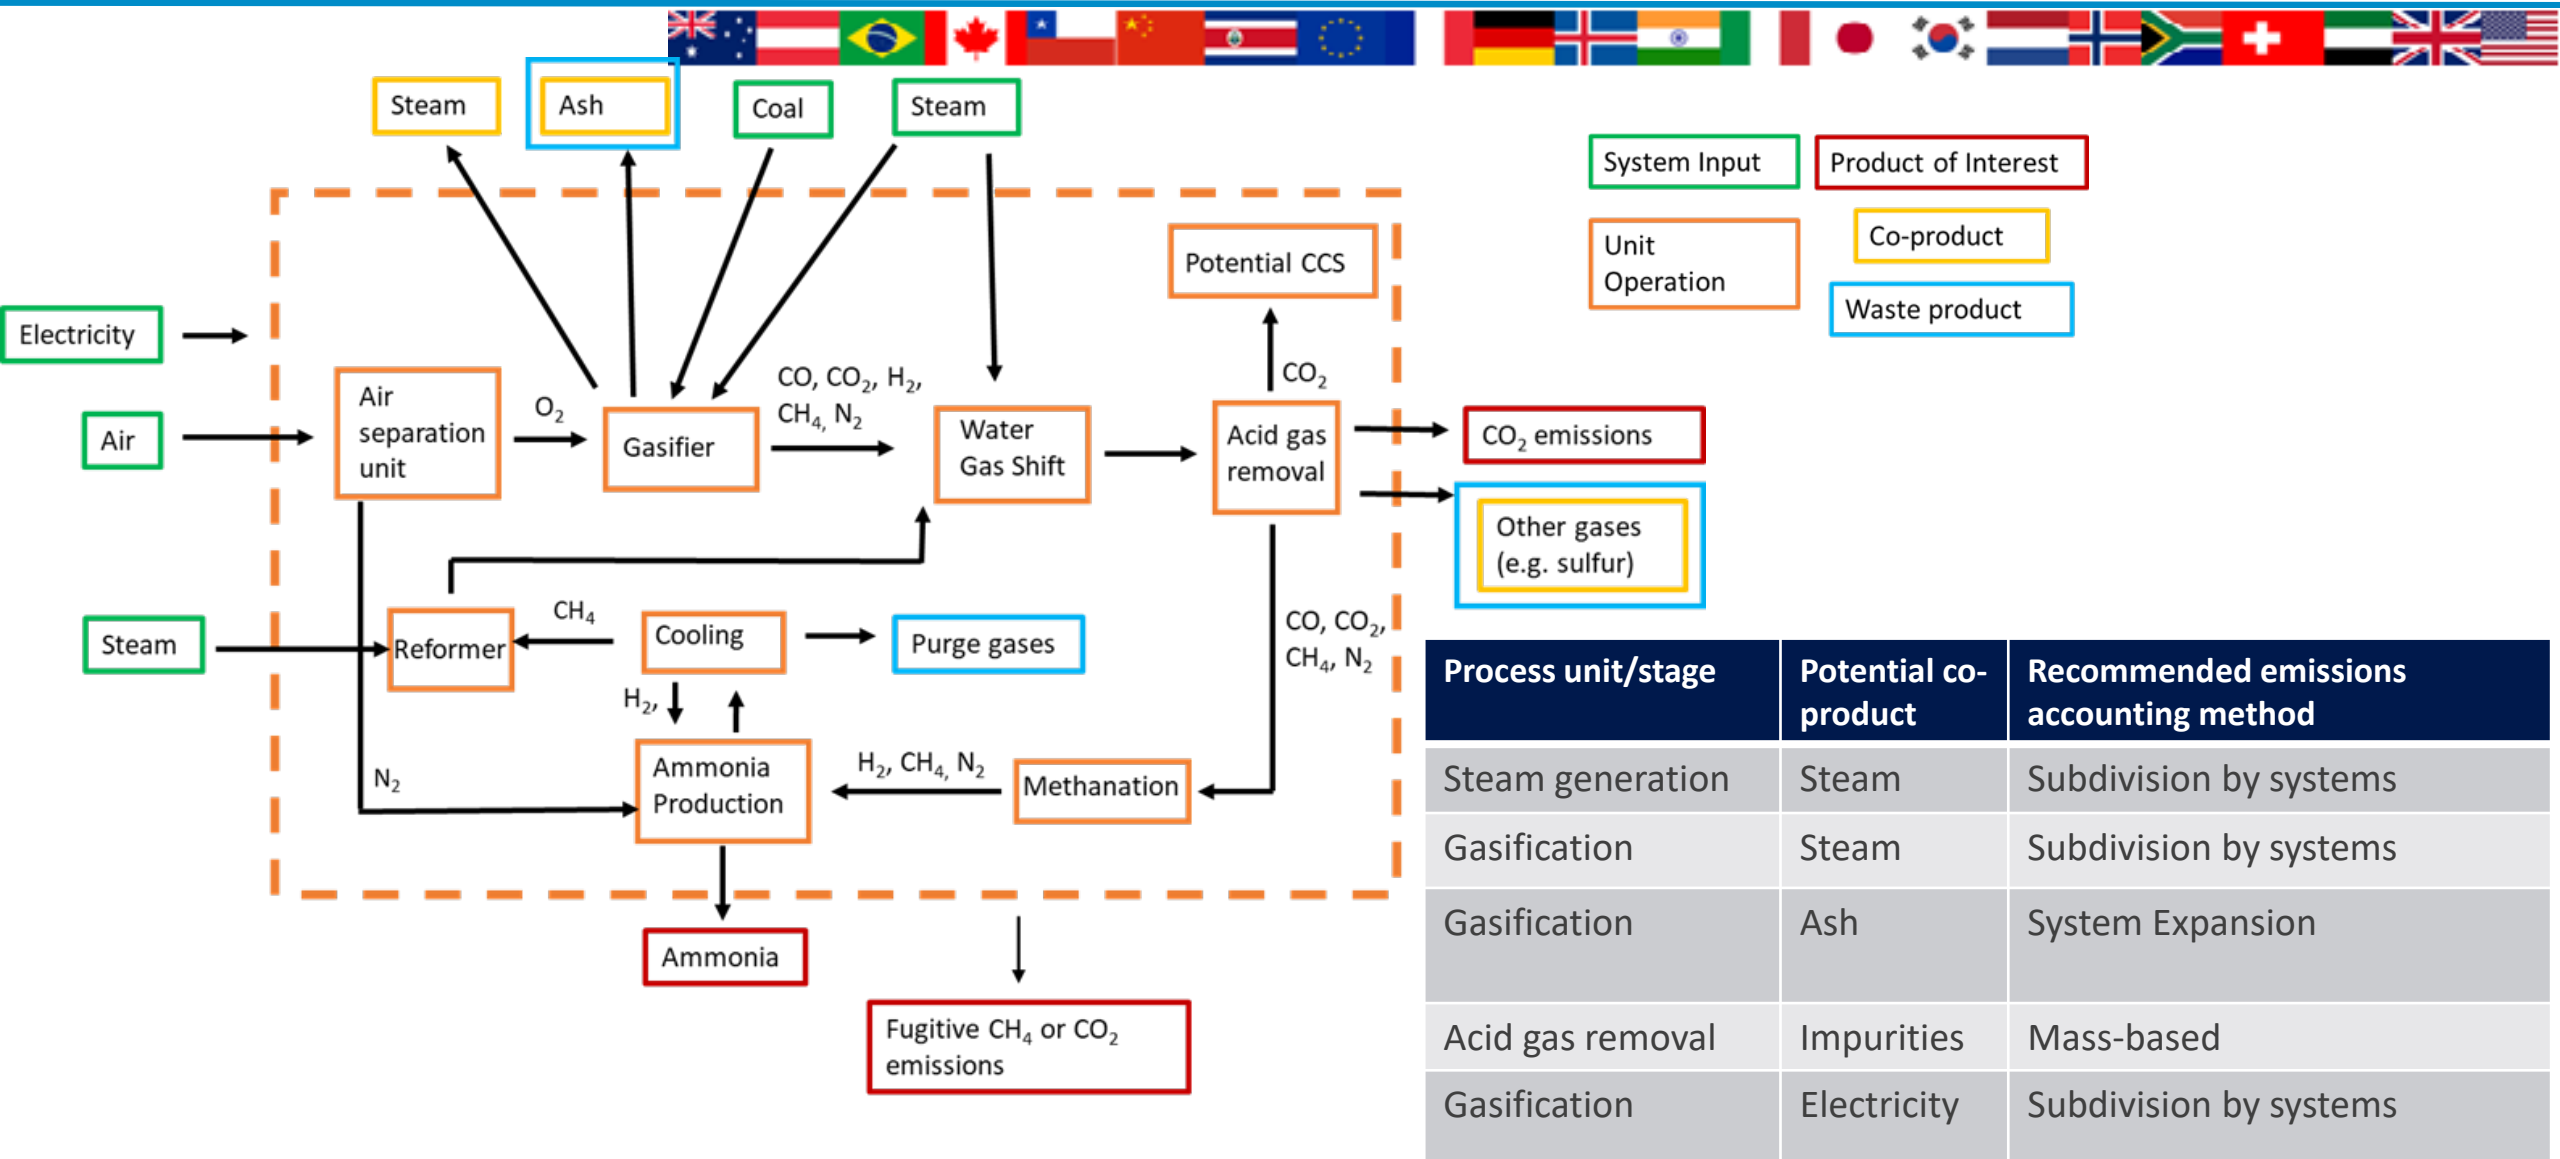 Steam
Ash
Coal
Steam
System Input
Product of Interest
Unit
Operation
Co-product
Waste product
Potential CCS
Electricity
Air
Air
separation
unit
O₂
Gasifier
CO, CO₂, H₂,
CH₄, N₂
Water
Gas Shift
CO₂
Acid gas
removal
CO₂ emissions
Other gases
(e.g. sulfur)
Steam
Reformer
CH₄
Cooling
Purge gases
CO, CO₂,
CH₄, N₂
H₂,
N₂
Ammonia
Production
H₂, CH₄, N₂
Methanation
Ammonia
Fugitive CH₄ or CO₂
emissions
Process unit/stage
Potential co-
product
Recommended emissions
accounting method
Steam generation
Steam
Subdivision by systems
Gasification
Steam
Subdivision by systems
Gasification
Ash
System Expansion
Acid gas removal
Impurities
Mass-based
Gasification
Electricity
Subdivision by systems